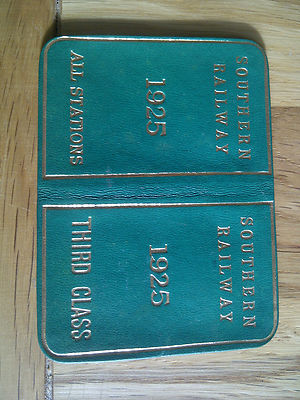 SOUTHERN
RAILWAY
1925
THIRD CLASS
SOUTHERN
RAILWAY
1925
ALL STATIONS